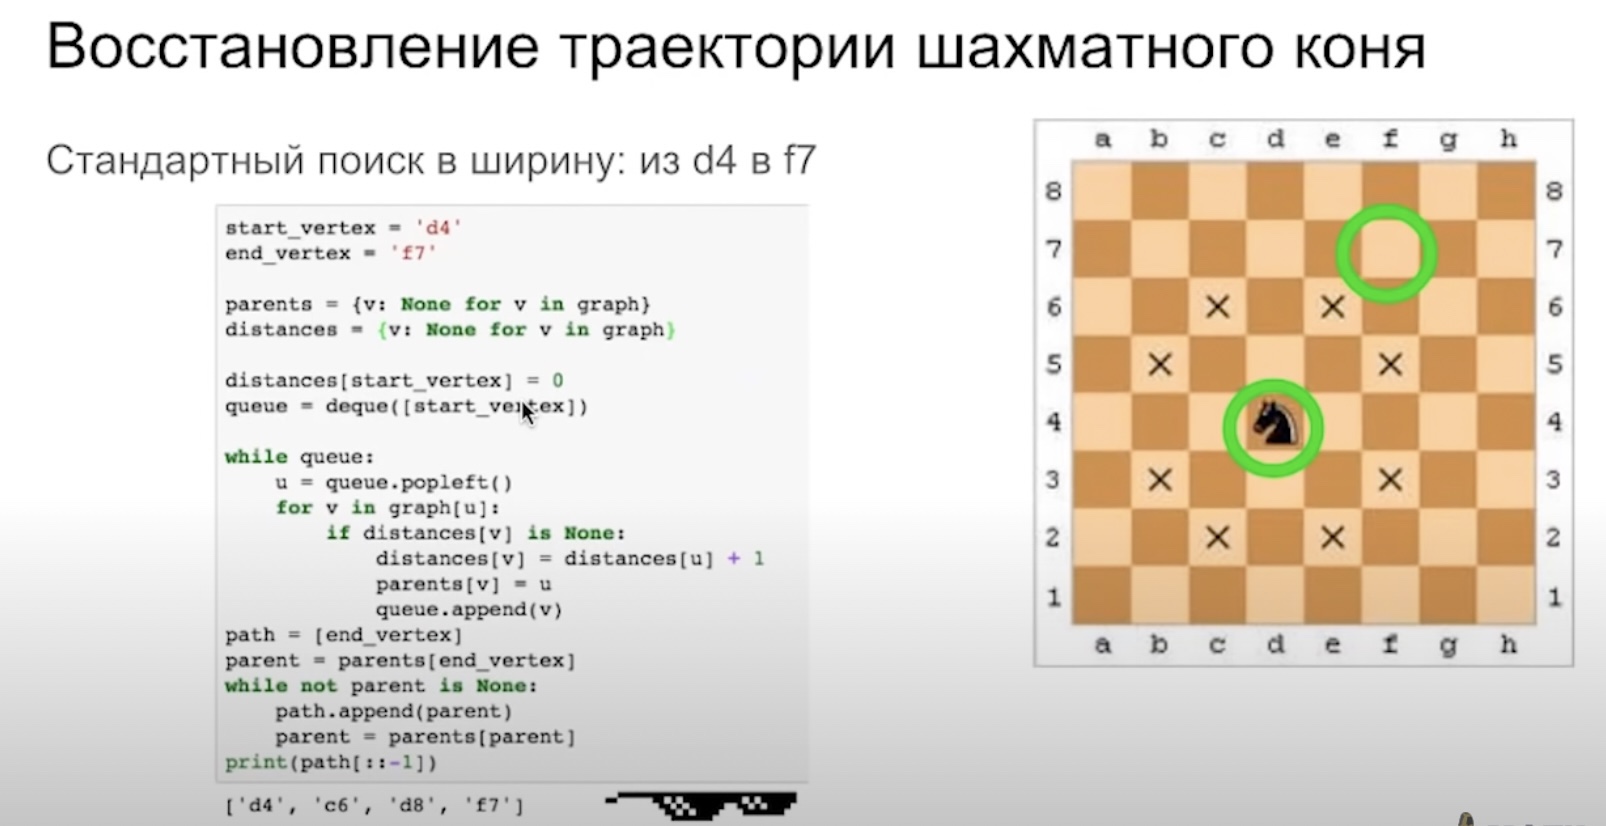 Восстановление траектории шахматного коня
Стандартный поиск в ширину: из d4 в f7
start_vertex = 'd4'
end_vertex = 'f7'
parents = {v: None for v in graph}
distances = {v: None for v in graph}
distances[start_vertex] = 0
queue = deque([start_vertex])
while queue:
    u = queue.popleft()
    for v in graph[u]:
        if distances[v] is None:
            distances[v] = distances[u] + 1
            parents[v] = u
            queue.append(v)
path = [end_vertex]
parent = parents[end_vertex]
while not parent is None:
    path.append(parent)
    parent = parents[parent]
print(path[::-1])
['d4', 'c6', 'd8', 'f7']
a b c d e f g h
8 8
7 7
6 6
5 5
4 4
3 3
2 2
1 1
a b c d e f g h